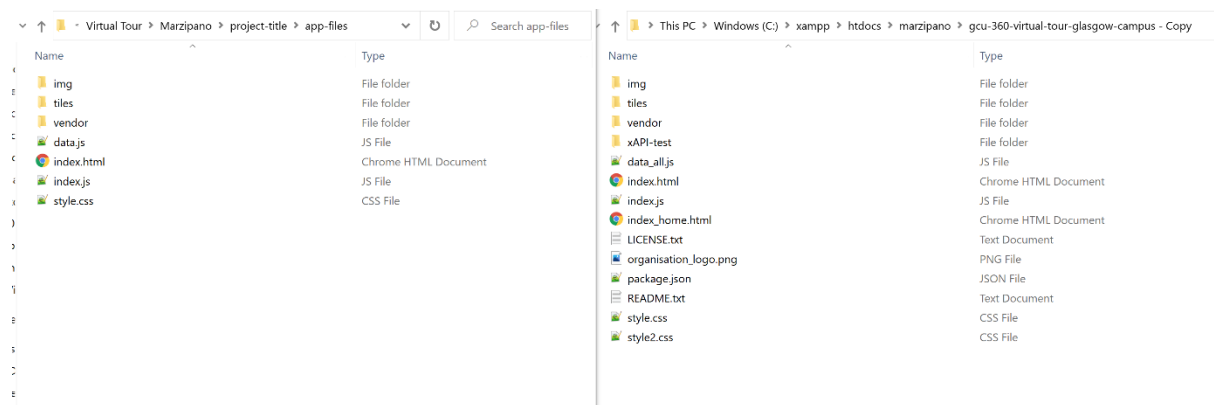 Virtual Tour > Marzipano > project-title > app-files
Search app-files
Name Type
img File folder
tiles File folder
vendor File folder
data.js JS File
index.html Chrome HTML Document
index.js JS File
style.css CSS File
This PC > Windows (C:) > xampp > htdocs > marzipano > gcu-360-virtual-tour-glasgow-campus - Copy
Name Type
img File folder
tiles File folder
vendor File folder
xAPI-test File folder
data_all.js JS File
index.html Chrome HTML Document
index.js JS File
index_home.html Chrome HTML Document
LICENSE.txt Text Document
organisation_logo.png PNG File
package.json JSON File
README.txt Text Document
style.css CSS File
style2.css CSS File